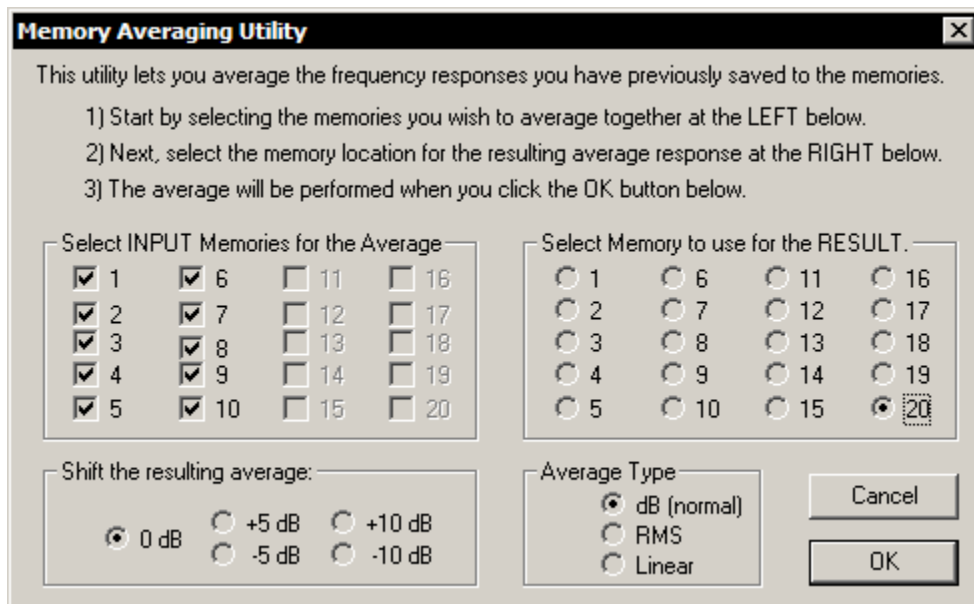 Memory Averaging Utility
This utility lets you average the frequency responses you have previously saved to the memories.
1) Start by selecting the memories you wish to average together at the LEFT below.
2) Next, select the memory location for the resulting average response at the RIGHT below.
3) The average will be performed when you click the OK button below.
Select INPUT Memories for the Average
1 6 11 16
2 7 12 17
3 8 13 18
4 9 14 19
5 10 15 20
Select Memory to use for the RESULT.
1 6 11 16
2 7 12 17
3 8 13 18
4 9 14 19
5 10 15 20
Shift the resulting average:
0 dB
+5 dB +10 dB
-5 dB -10 dB
Average Type
dB (normal)
RMS
Linear
Cancel
OK